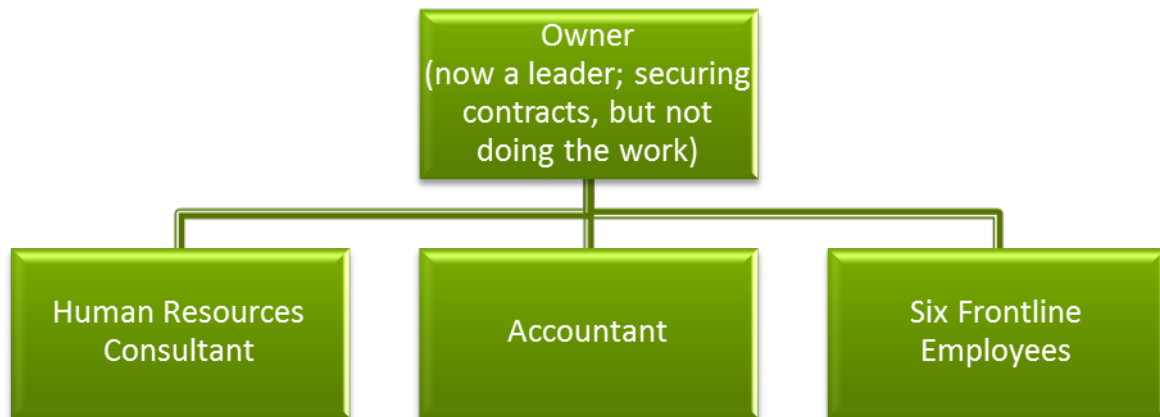 Owner
(now a leader; securing
contracts, but not
doing the work)
Human Resources
Consultant
Accountant
Six Frontline
Employees